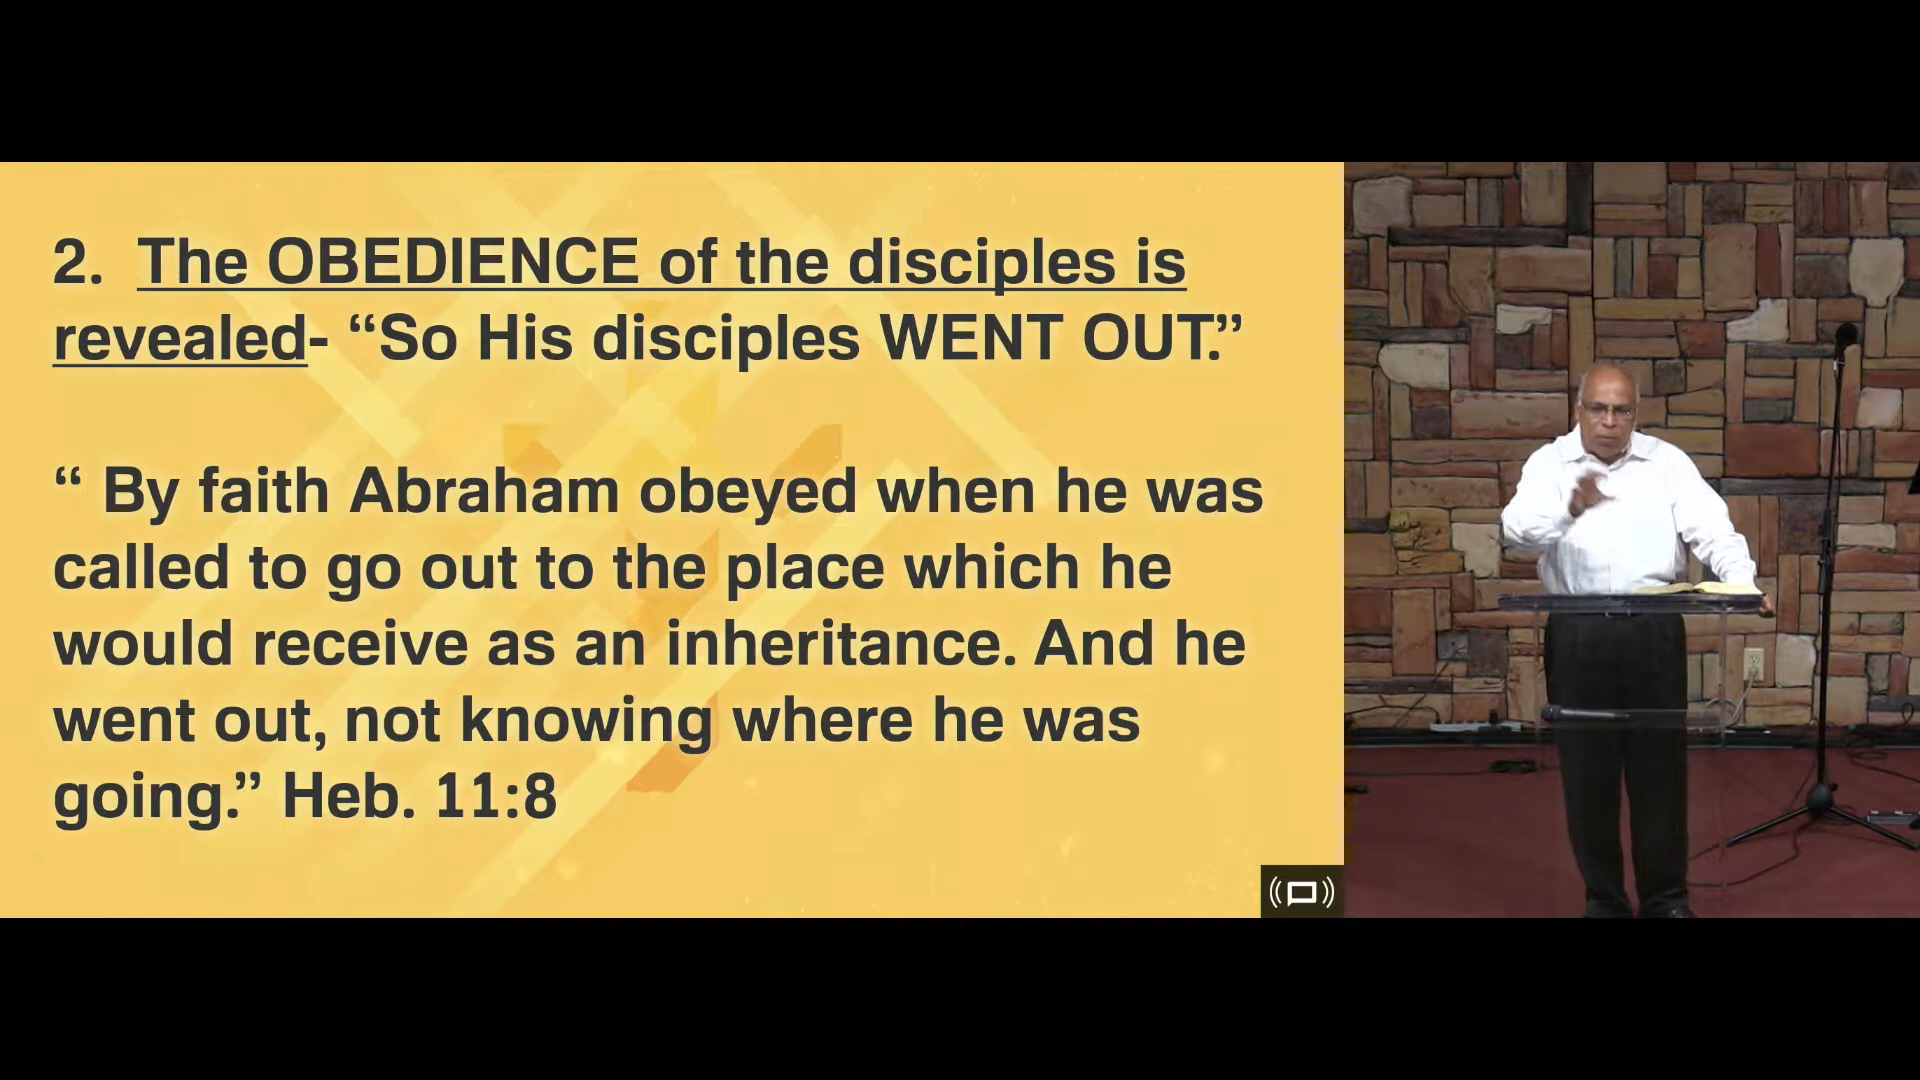 2. The OBEDIENCE of the disciples is
revealed- “So His disciples WENT OUT.”
“ By faith Abraham obeyed when he was
called to go out to the place which he
would receive as an inheritance. And he
went out, not knowing where he was
going.” Heb. 11:8